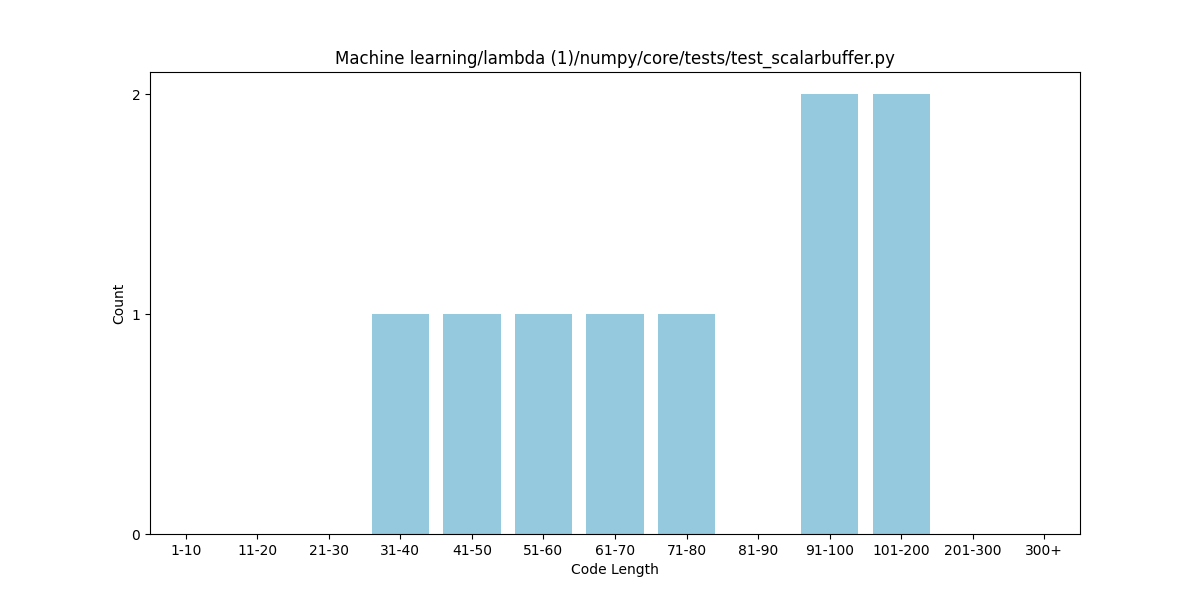 Machine learning/lambda (1)/numpy/core/tests/test_scalarbuffer.py
2
1
0
Count
1-10 11-20 21-30 31-40 41-50 51-60 61-70 71-80 81-90 91-100 101-200 201-300 300+
Code Length